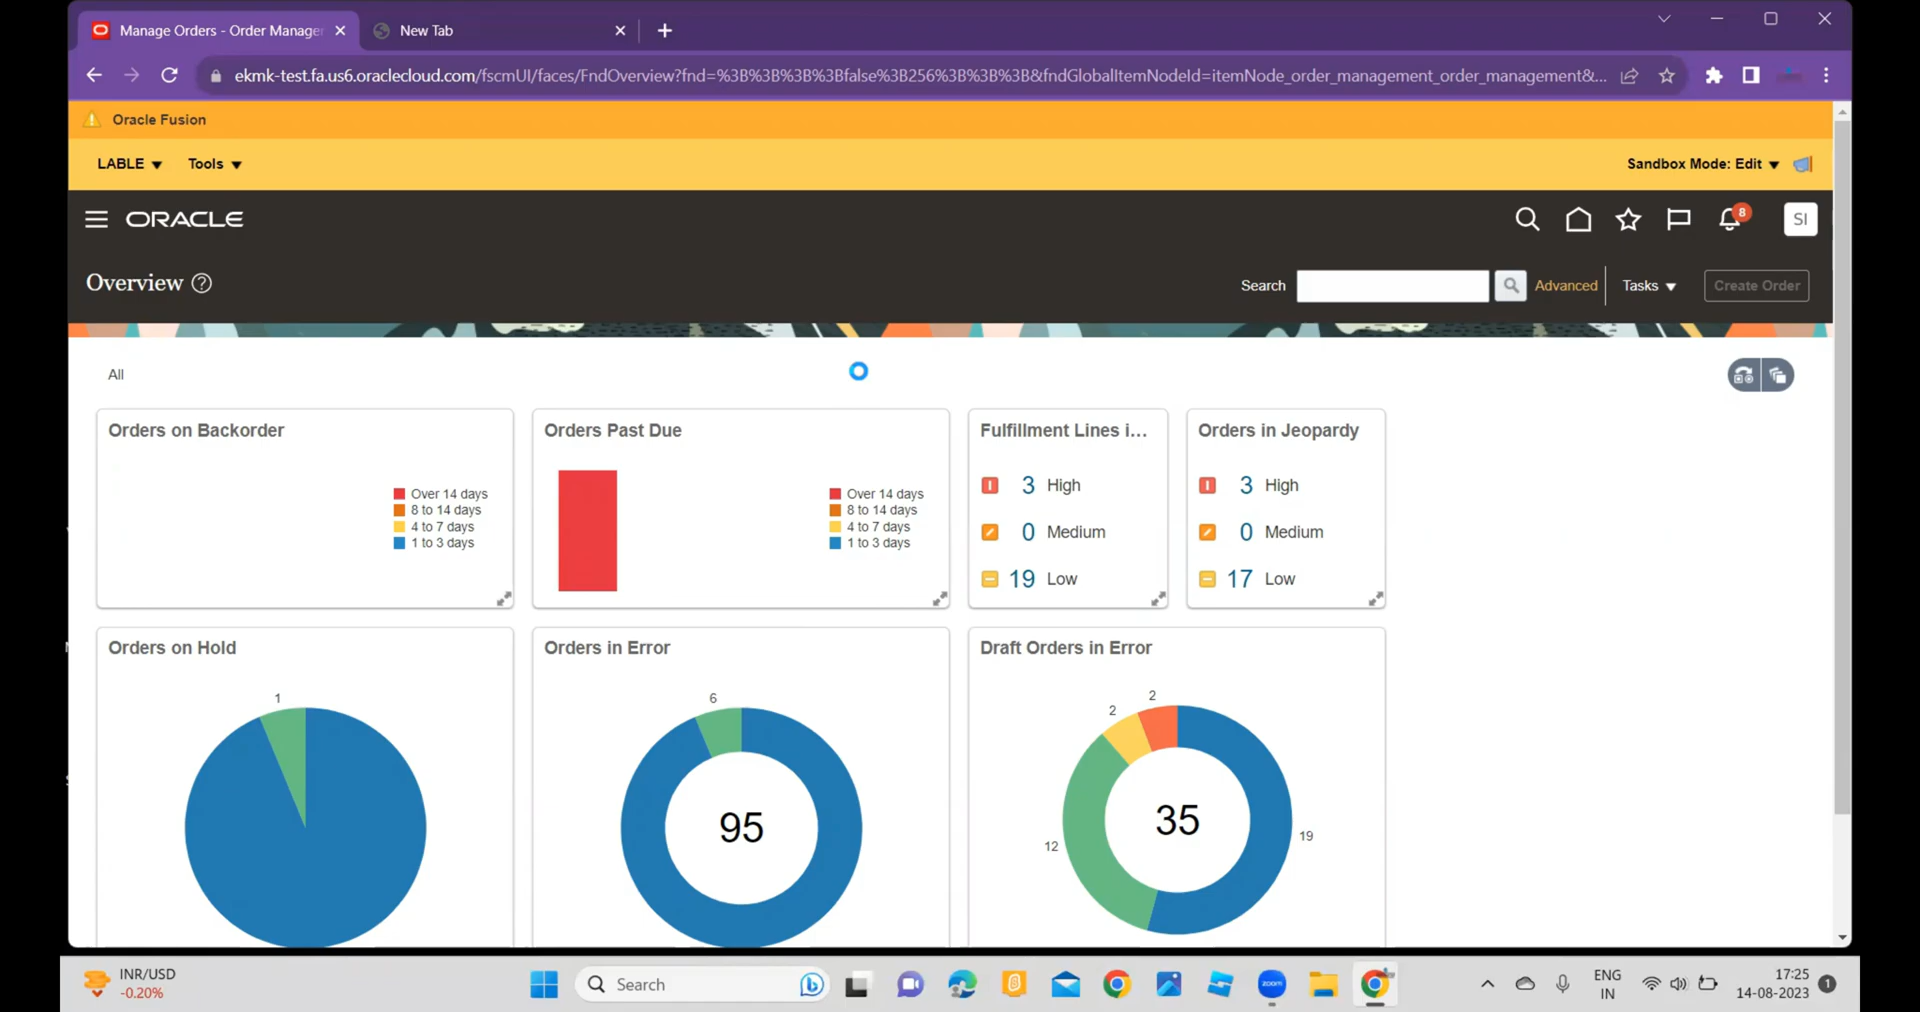 Manage Orders - Order Manager
New Tab
ekmk-test.fa.us6.oraclecloud.com/fscmUI/faces/FndOverview?fnd=%3B%3B%3B%3Bfalse%3B256%3B%3B%3B&fndGlobalItemNodeId=itemNode_order_management_order_management&...
Oracle Fusion
LABLE Tools Sandbox Mode: Edit
ORACLE 8 SI
Overview ? Search Advanced Tasks Create Order
All
Orders on Backorder
Over 14 days
8 to 14 days
4 to 7 days
1 to 3 days
Orders Past Due
Over 14 days
8 to 14 days
4 to 7 days
1 to 3 days
Fulfillment Lines i...
3 High
0 Medium
19 Low
Orders in Jeopardy
3 High
0 Medium
17 Low
Orders on Hold
1
Orders in Error
6
95
Draft Orders in Error
2
2
12
35
19
INR/USD
-0.20%
Search
zoom
ENG
IN
17:25
14-08-2023
1